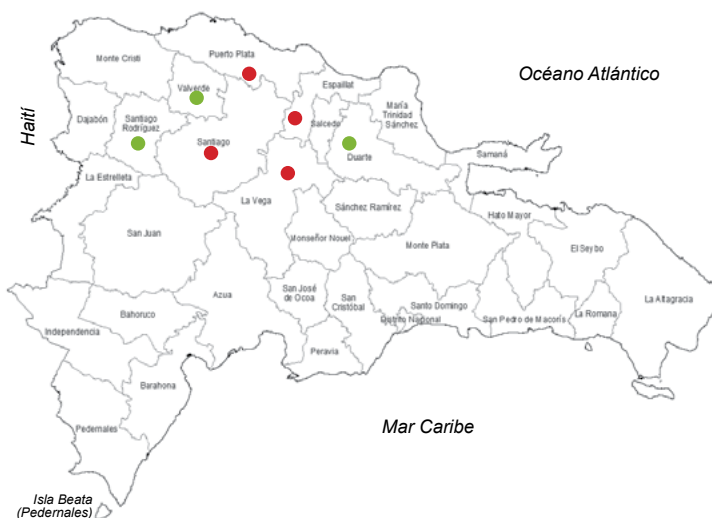 Puerto Plata
Monte Cristi
Océano Atlántico
Espaillat
Valverde
María
Trinidad
Sánchez
Haití
Dajabón
Santiago
Rodríguez
Santiago
Salcedo
Duarte
Samaná
La Estrelleta
La Vega
Sánchez Ramírez
Hato Mayor
San Juan
Monseñor Nouel
Monte Plata
El Seybo
San José
de Ocoa
San
Cristóbal
Azua
Santo Domingo
La Altagracia
Bahoruco
Distrito Nacional
San Pedro de Macorís
La Romana
Independencia
Peravia
Barahona
Mar Caribe
Pedernales
Isla Beata
(Pedernales)